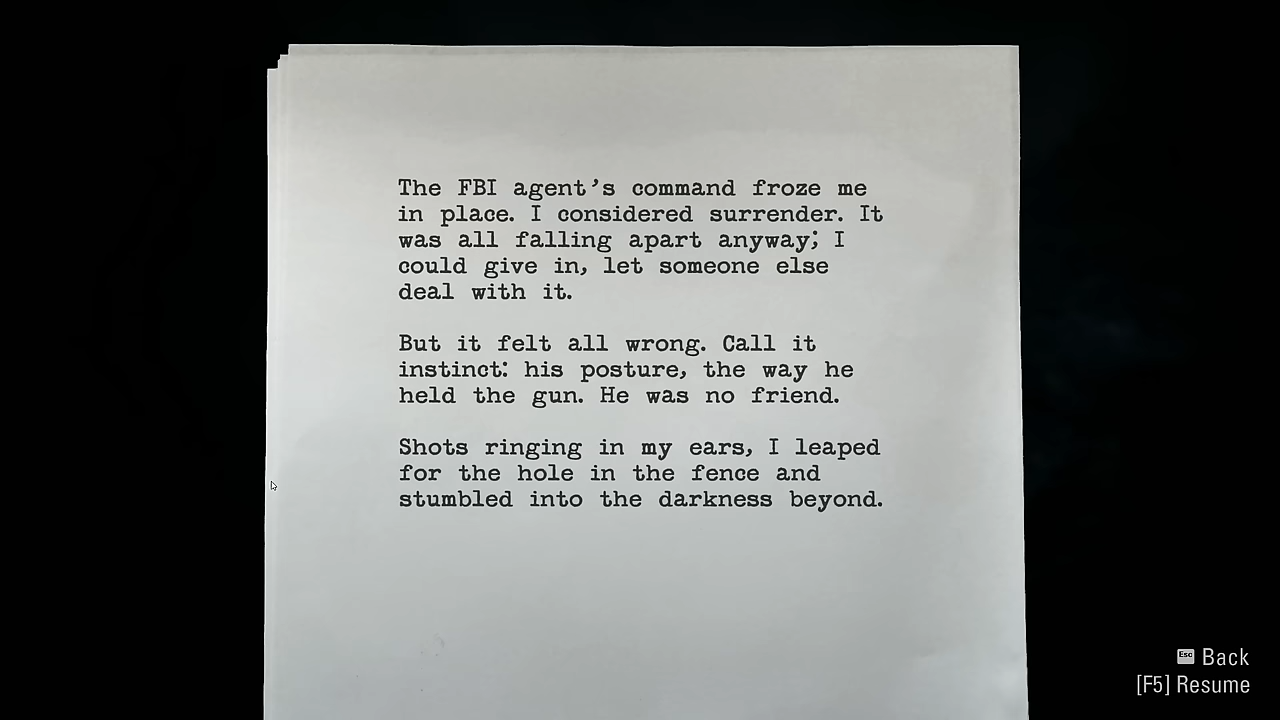 The FBI agent's command froze me
in place. I considered surrender. It
was all falling apart anyway; I
could give in, let someone else
deal with it.
But it felt all wrong. Call it
instinct: his posture, the way he
held the gun. He was no friend.
Shots ringing in my ears, I leaped
for the hole in the fence and
stumbled into the darkness beyond.
Esc Back
[F5] Resume